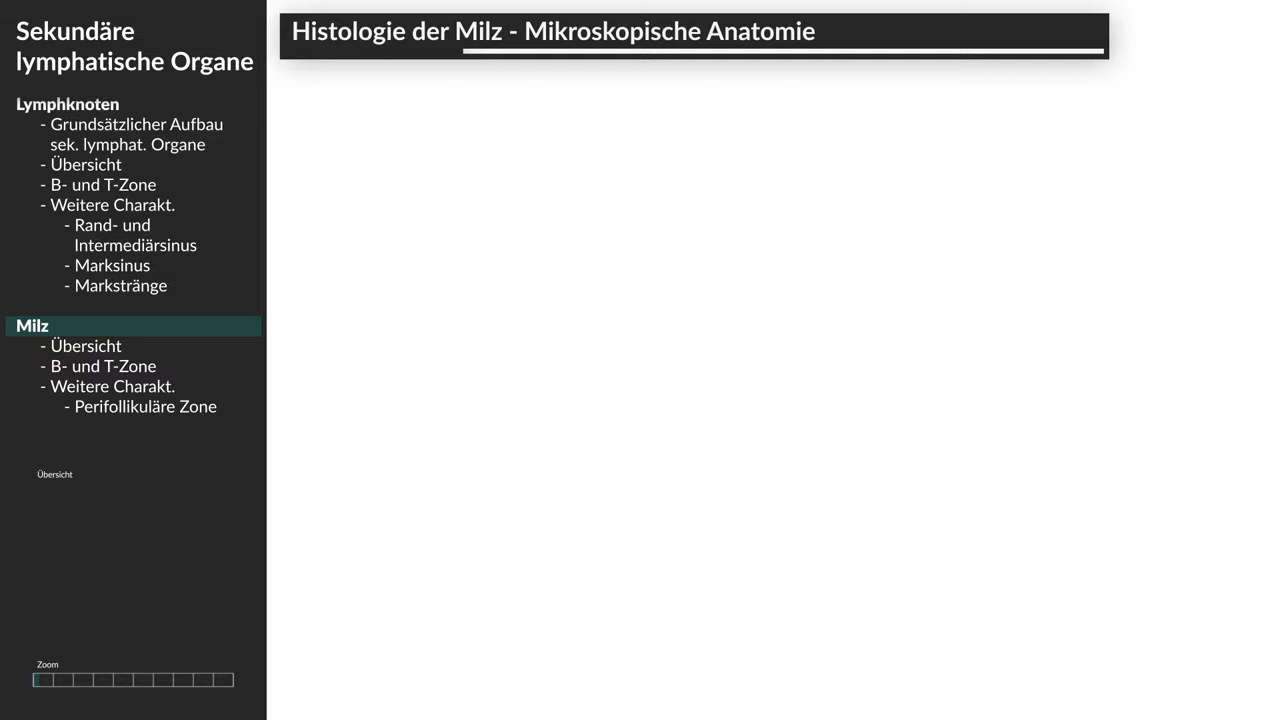 Sekundäre
lymphatische Organe
Lymphknoten
- Grundsätzlicher Aufbau
sek. lymphat. Organe
- Übersicht
- B- und T-Zone
- Weitere Charakt.
- Rand- und
Intermediärsinus
- Marksinus
- Markstränge
Milz
- Übersicht
- B- und T-Zone
- Weitere Charakt.
- Perifollikuläre Zone
Übersicht
Zoom
Histologie der Milz - Mikroskopische Anatomie